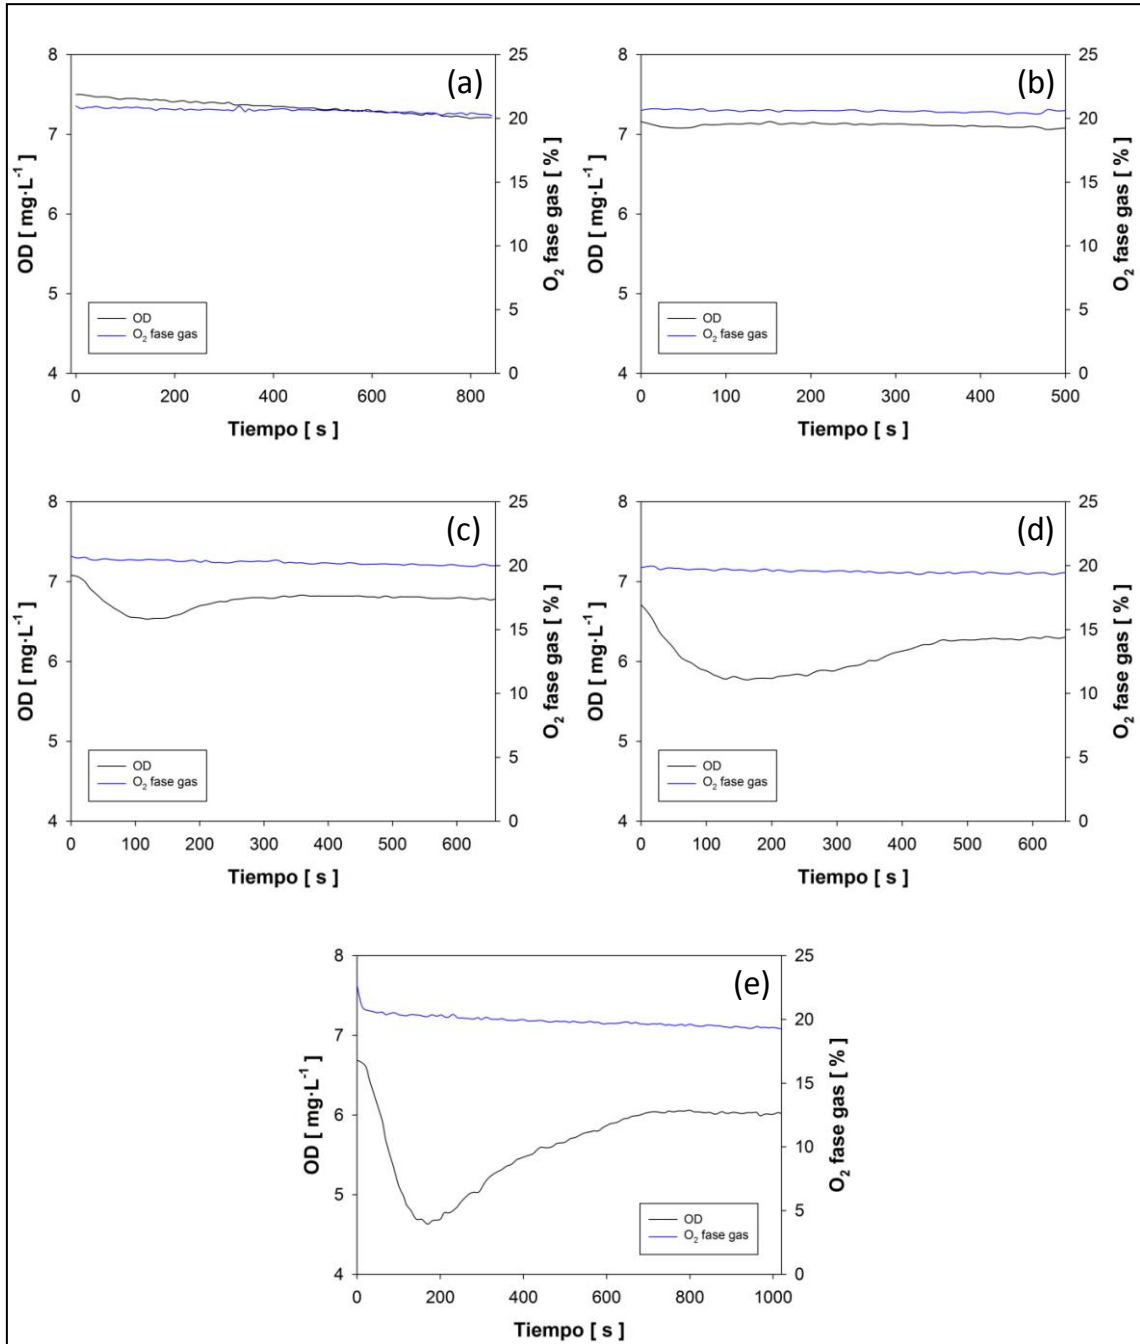 (a)
8
7
6
5
4
OD [ mg·L⁻¹ ]
25
20
15
10
5
0
O₂ fase gas [ % ]
OD
O₂ fase gas
0 200 400 600 800
Tiempo [ s ]
(b)
8
7
6
5
4
OD [ mg·L⁻¹ ]
25
20
15
10
5
0
O₂ fase gas [ % ]
OD
O₂ fase gas
0 100 200 300 400 500
Tiempo [ s ]
(c)
8
7
6
5
4
OD [ mg·L⁻¹ ]
25
20
15
10
5
0
O₂ fase gas [ % ]
OD
O₂ fase gas
0 100 200 300 400 500 600
Tiempo [ s ]
(d)
8
7
6
5
4
OD [ mg·L⁻¹ ]
25
20
15
10
5
0
O₂ fase gas [ % ]
OD
O₂ fase gas
0 100 200 300 400 500 600
Tiempo [ s ]
(e)
8
7
6
5
4
OD [ mg·L⁻¹ ]
25
20
15
10
5
0
O₂ fase gas [ % ]
OD
O₂ fase gas
0 200 400 600 800 1000
Tiempo [ s ]